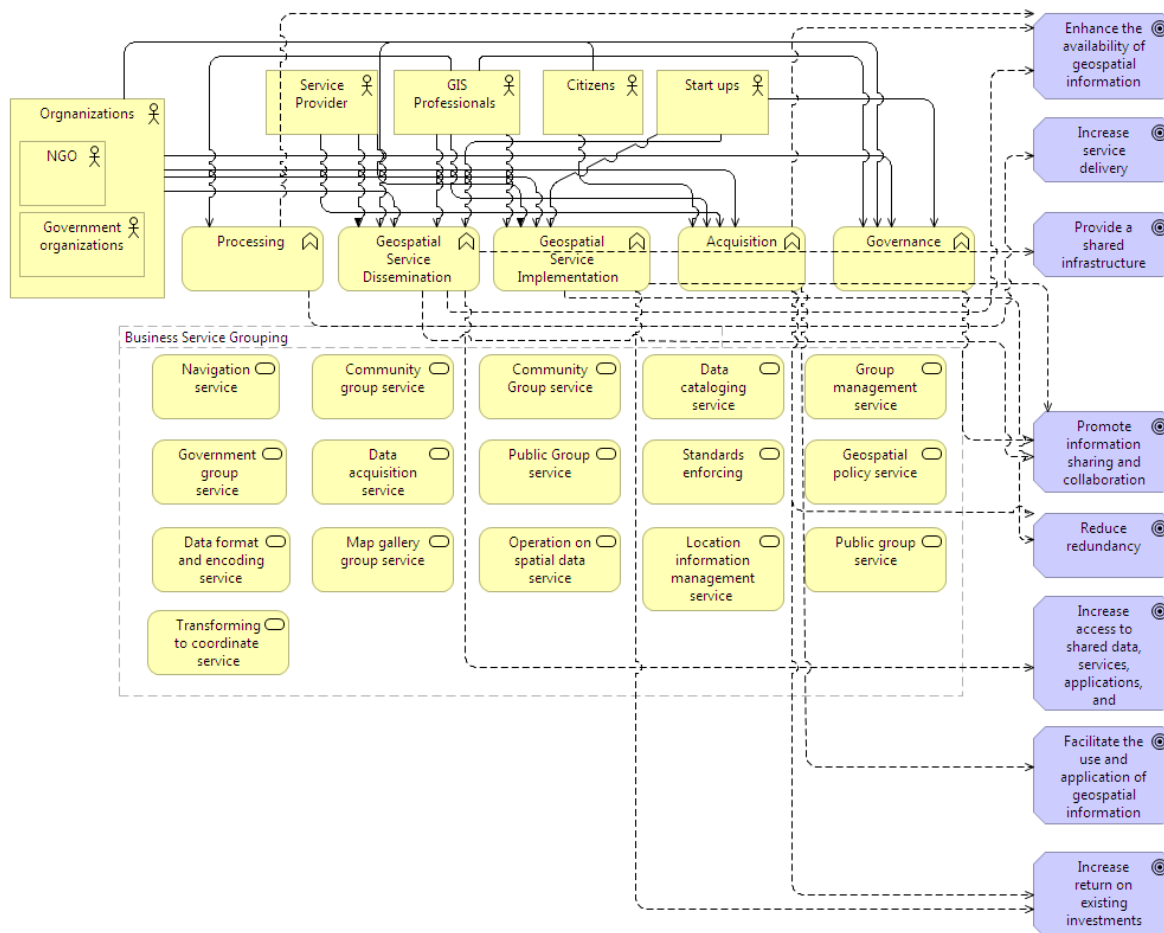 Enhance the
availability of
geospatial
information
Service
Provider
GIS
Professionals
Citizens
Start ups
Orgnanizations
NGO
Government
organizations
Increase
service
delivery
Provide a
shared
infrastructure
Processing
Geospatial
Service
Dissemination
Geospatial
Service
Implementation
Acquisition
Governance
Business Service Grouping
Navigation
service
Community
group service
Community
Group service
Data
cataloging
service
Group
management
service
Government
group
service
Data
acquisition
service
Public Group
service
Standards
enforcing
Geospatial
policy service
Promote
information
sharing and
collaboration
Data format
and encoding
service
Map gallery
group service
Operation on
spatial data
service
Location
information
management
service
Public group
service
Reduce
redundancy
Transforming
to coordinate
service
Increase
access to
shared data,
services,
applications,
and
Facilitate the
use and
application of
geospatial
information
Increase
return on
existing
investments